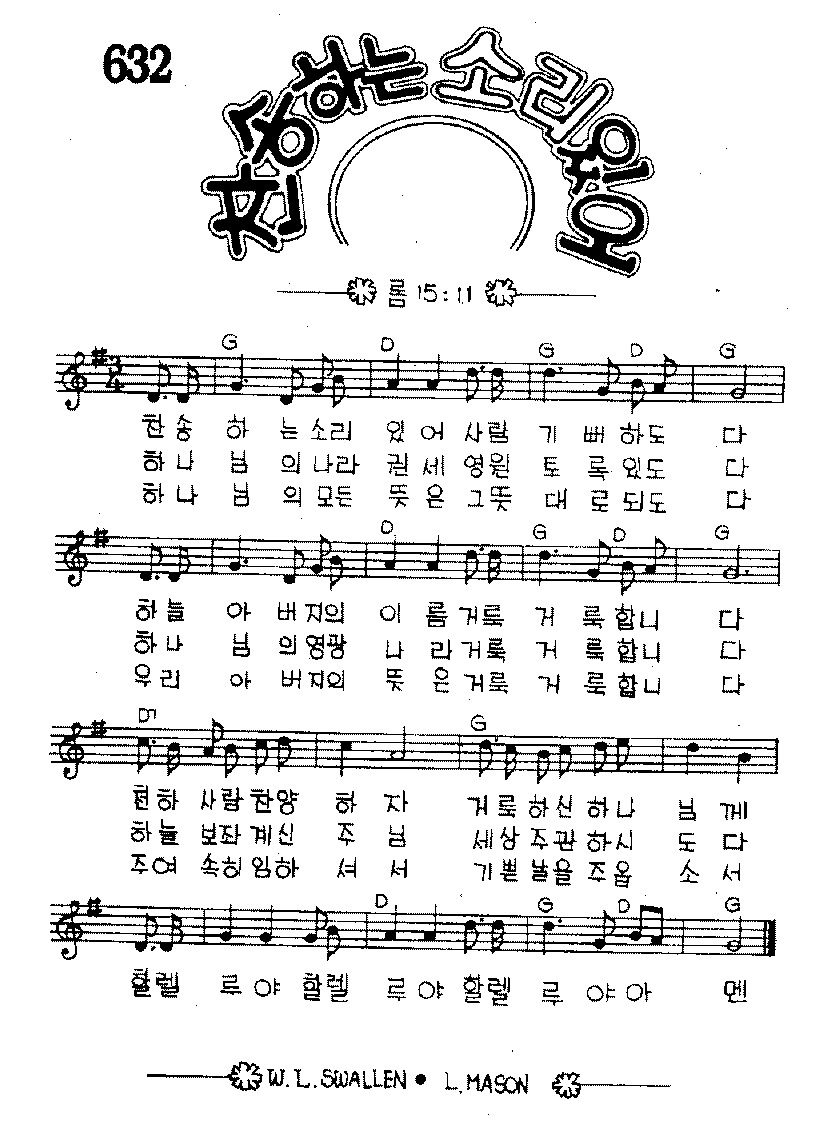 632
찬송하는 소리있어
롬 15:11
G D G D G
3/4
찬송 하 는소리 있어 사람 기 뻐하도 다
하나 님 의나라 권세 영원 토 록있도 다
하나 님 의모든 뜻은 그뜻 대 로되도 다
D G D G
하늘 아 버지의 이름 거룩 거 룩합니 다
하나 님 의영광 나라 거룩 거 룩합니 다
우리 아 버지의 뜻은 거룩 거 룩합니 다
D7 G
천하 사람 찬양 하자 거룩하신 하나 님께
하늘 보좌 계신 주님 세상 주관 하시 도다
주여 속히 임하 셔서 기쁜 날을 주옵 소서
D G D G
할렐 루야 할렐 루야 할렐 루 야아 멘
W. L. SWALLEN • L. MASON